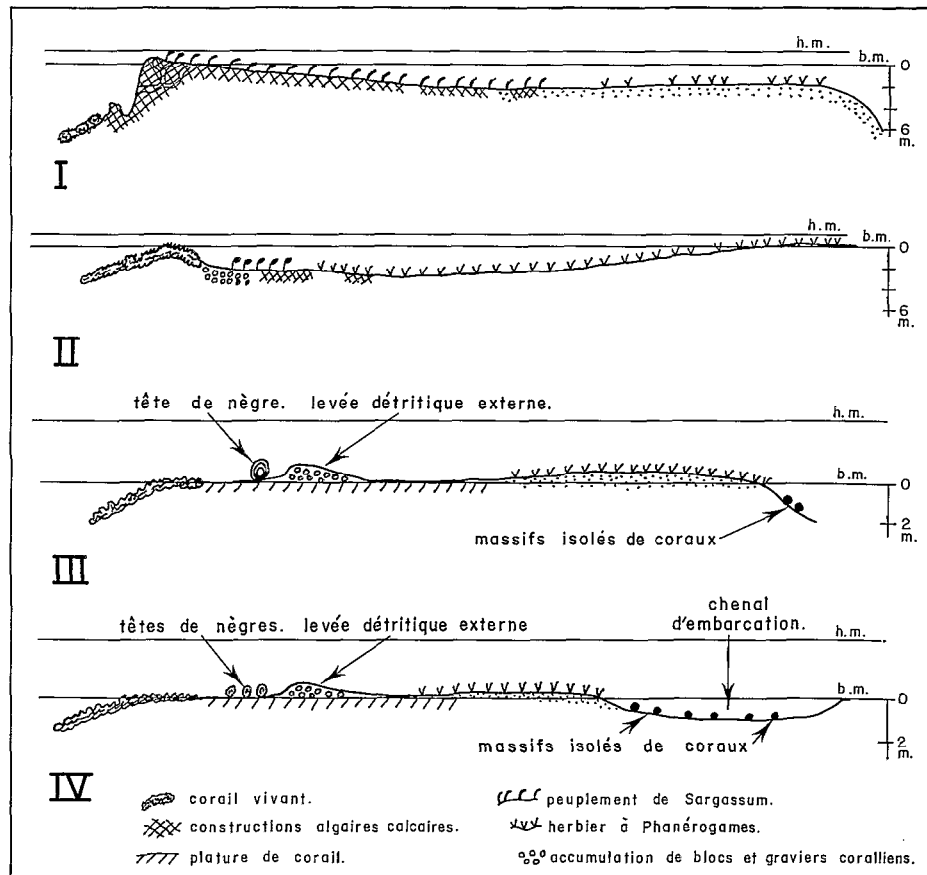 h.m.
b.m.
0
6
m.
I
h.m.
b.m.
0
6
m.
II
tête de nègre. levée détritique externe.
h.m.
b.m.
0
massifs isolés de coraux
2
m.
III
chenal
d'embarcation.
têtes de nègres. levée détritique externe
h.m.
b.m.
0
massifs isolés de coraux
2
m.
IV
corail vivant.
peuplement de Sargassum.
constructions algaires calcaires.
herbier à Phanérogames.
plature de corail.
accumulation de blocs et graviers coralliens.